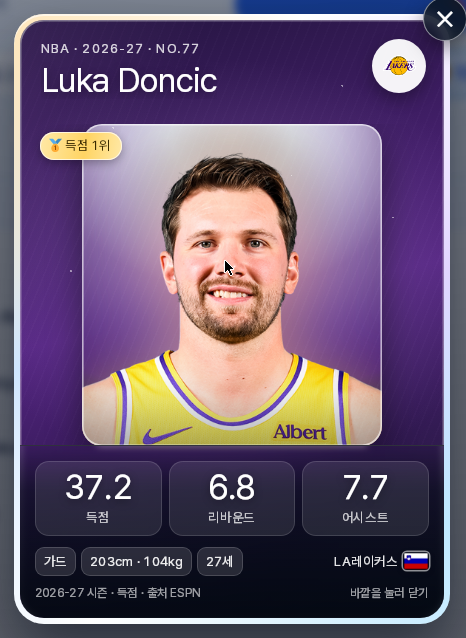 NBA · 2026-27 · NO.77
Luka Doncic
LAKERS
득점 1위
Albert
37.2
득점
6.8
리바운드
7.7
어시스트
가드
203cm · 104kg
27세
LA레이커스
2026-27 시즌 · 득점 · 출처 ESPN
바깥을 눌러 닫기